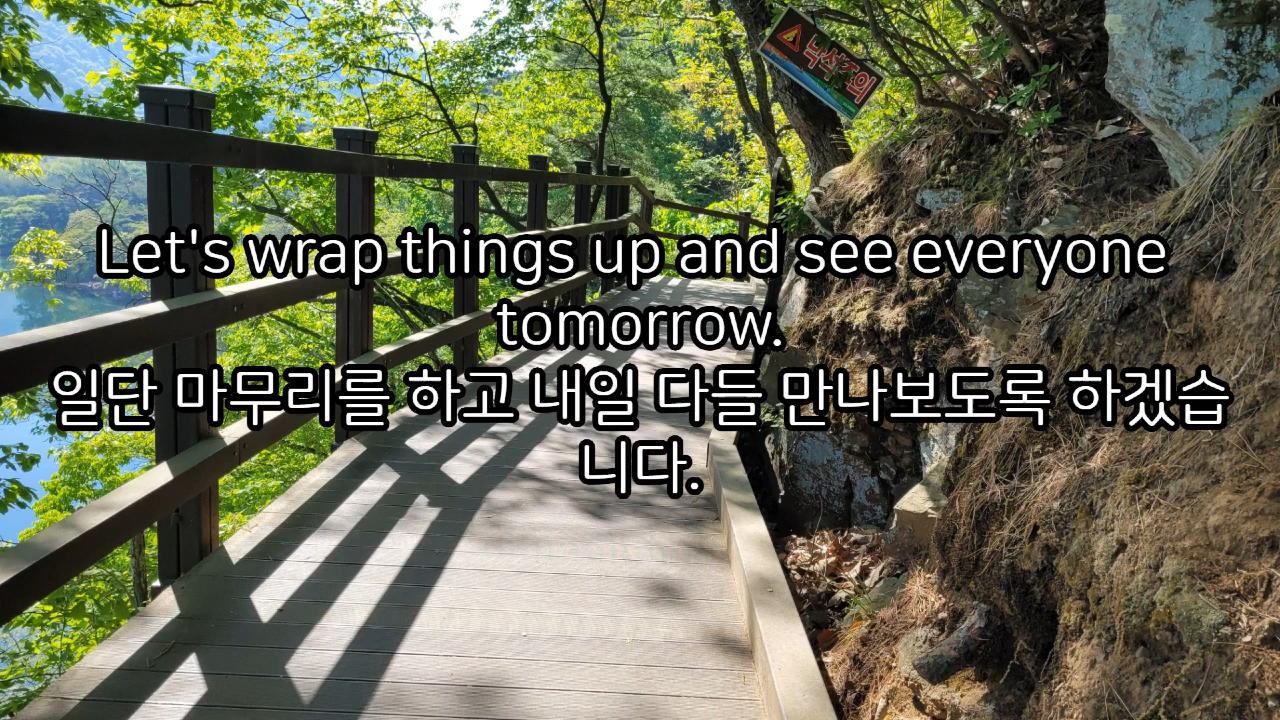 낙석주의
Let's wrap things up and see everyone
tomorrow.
일단 마무리를 하고 내일 다들 만나보도록 하겠습
니다.